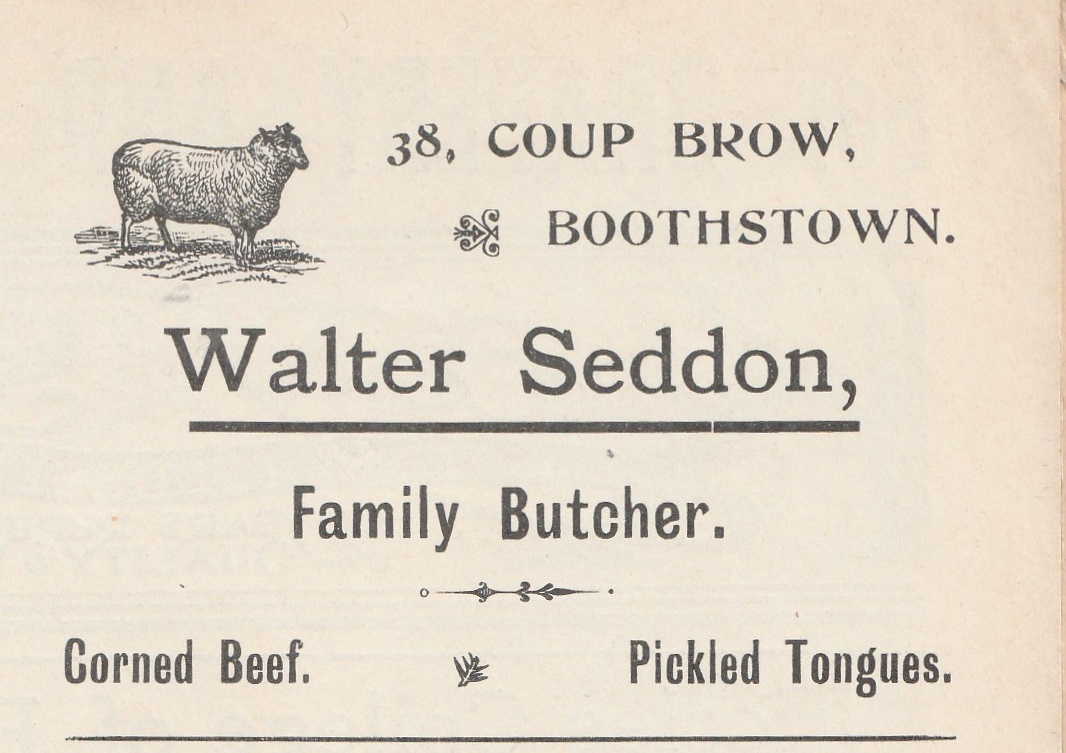 38, COUP BROW,
BOOTHSTOWN.
Walter Seddon,
Family Butcher.
Corned Beef. Pickled Tongues.